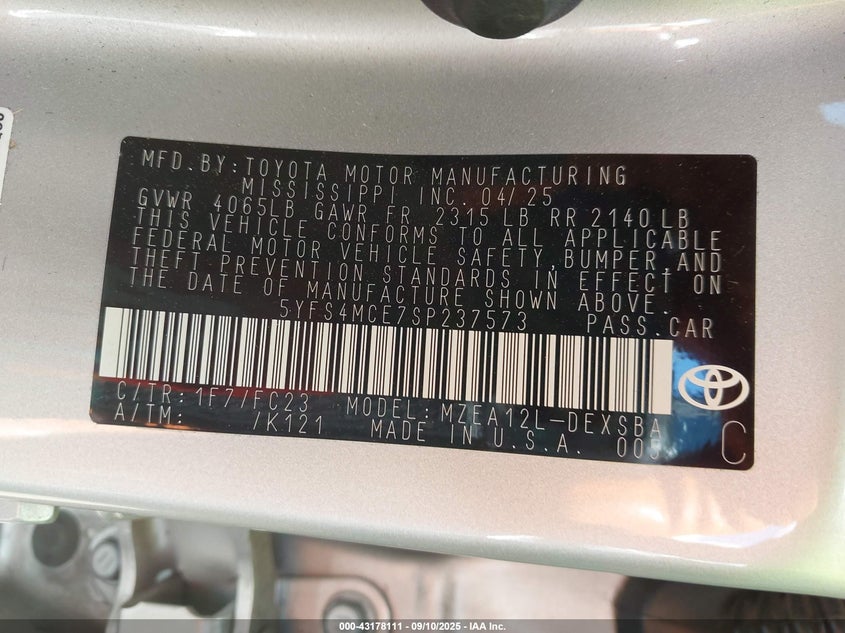 MFD.BY:TOYOTA MOTOR MANUFACTURING
MISSISSIPPI INC. 04/25
GVWR 4065LB GAWR FR 2315LB RR 2140LB
THIS VEHICLE CONFORMS TO ALL APPLICABLE
FEDERAL MOTOR VEHICLE SAFETY,BUMPER,AND
THEFT PREVENTION STANDARDS IN EFFECT ON
THE DATE OF MANUFACTURE SHOWN ABOVE.
5YFS4MCE7SP237573 PASS.CAR
C/TR: 1F7/FC23 MODEL: MZEA12L-DEXSBA
A/TM: /K121 MADE IN U.S.A. 005 C
000-43178111 - 09/10/2025 - IAA Inc.